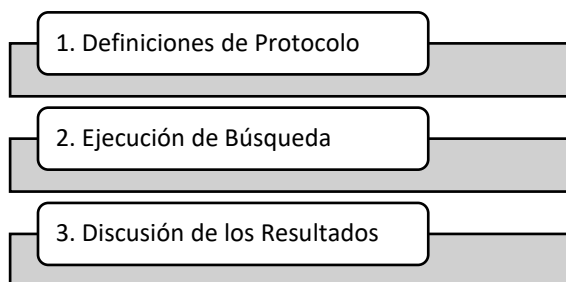 1. Definiciones de Protocolo
2. Ejecución de Búsqueda
3. Discusión de los Resultados